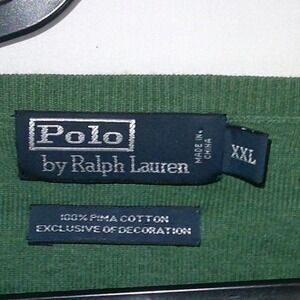 Polo
by Ralph Lauren
MADE IN
CHINA
XXL
100% PIMA COTTON
EXCLUSIVE OF DECORATION